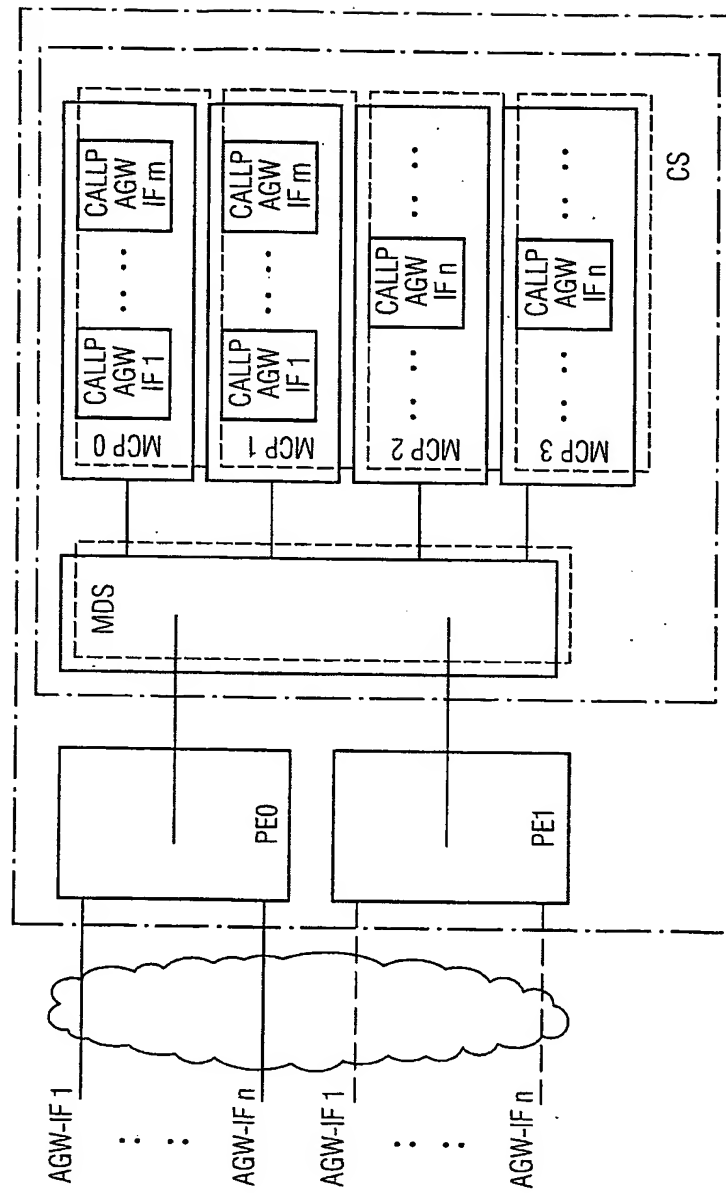 AGW-IF 1
AGW-IF n
AGW-IF 1
AGW-IF n
PE0
PE1
MDS
MCP 0
CALLP
AGW
IF 1
CALLP
AGW
IF m
MCP 1
CALLP
AGW
IF 1
CALLP
AGW
IF m
MCP 2
CALLP
AGW
IF n
MCP 3
CALLP
AGW
IF n
CS